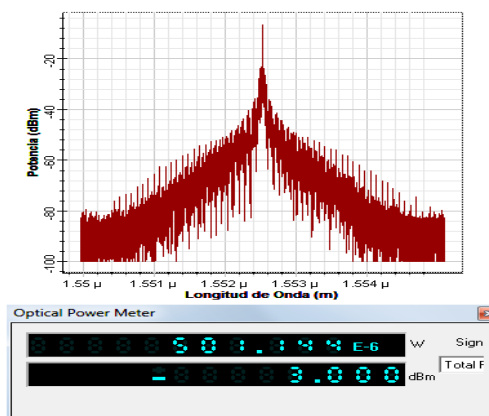 -20
-40
-60
-80
-100
Potancia (dBm)
1.55 µ 1.551 µ 1.552 µ 1.553 µ 1.554 µ
Longitud de Onda (m)
Optical Power Meter
501.144 E-6 W Sign
Total F
- 3.000 dBm